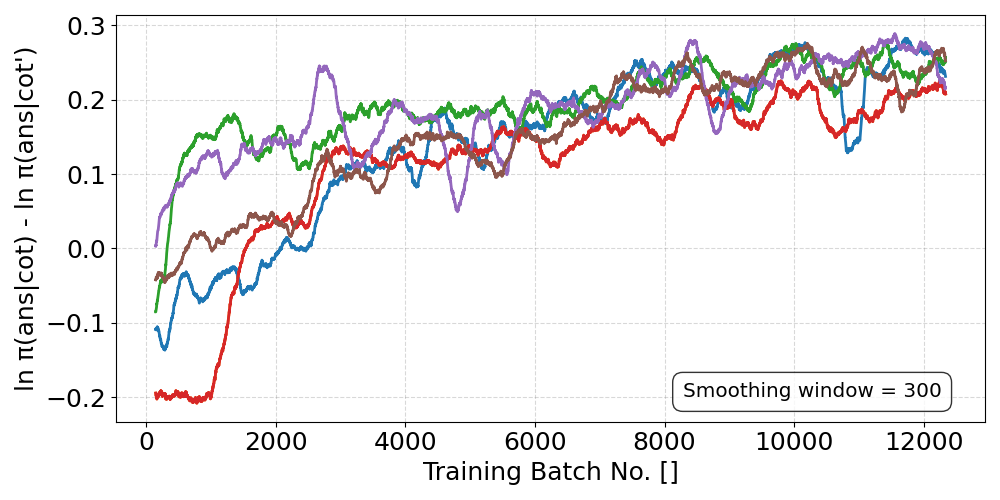 ln π(ans|cot) - ln π(ans|cot')
0.3
0.2
0.1
0.0
−0.1
−0.2
Smoothing window = 300
0 2000 4000 6000 8000 10000 12000
Training Batch No. []